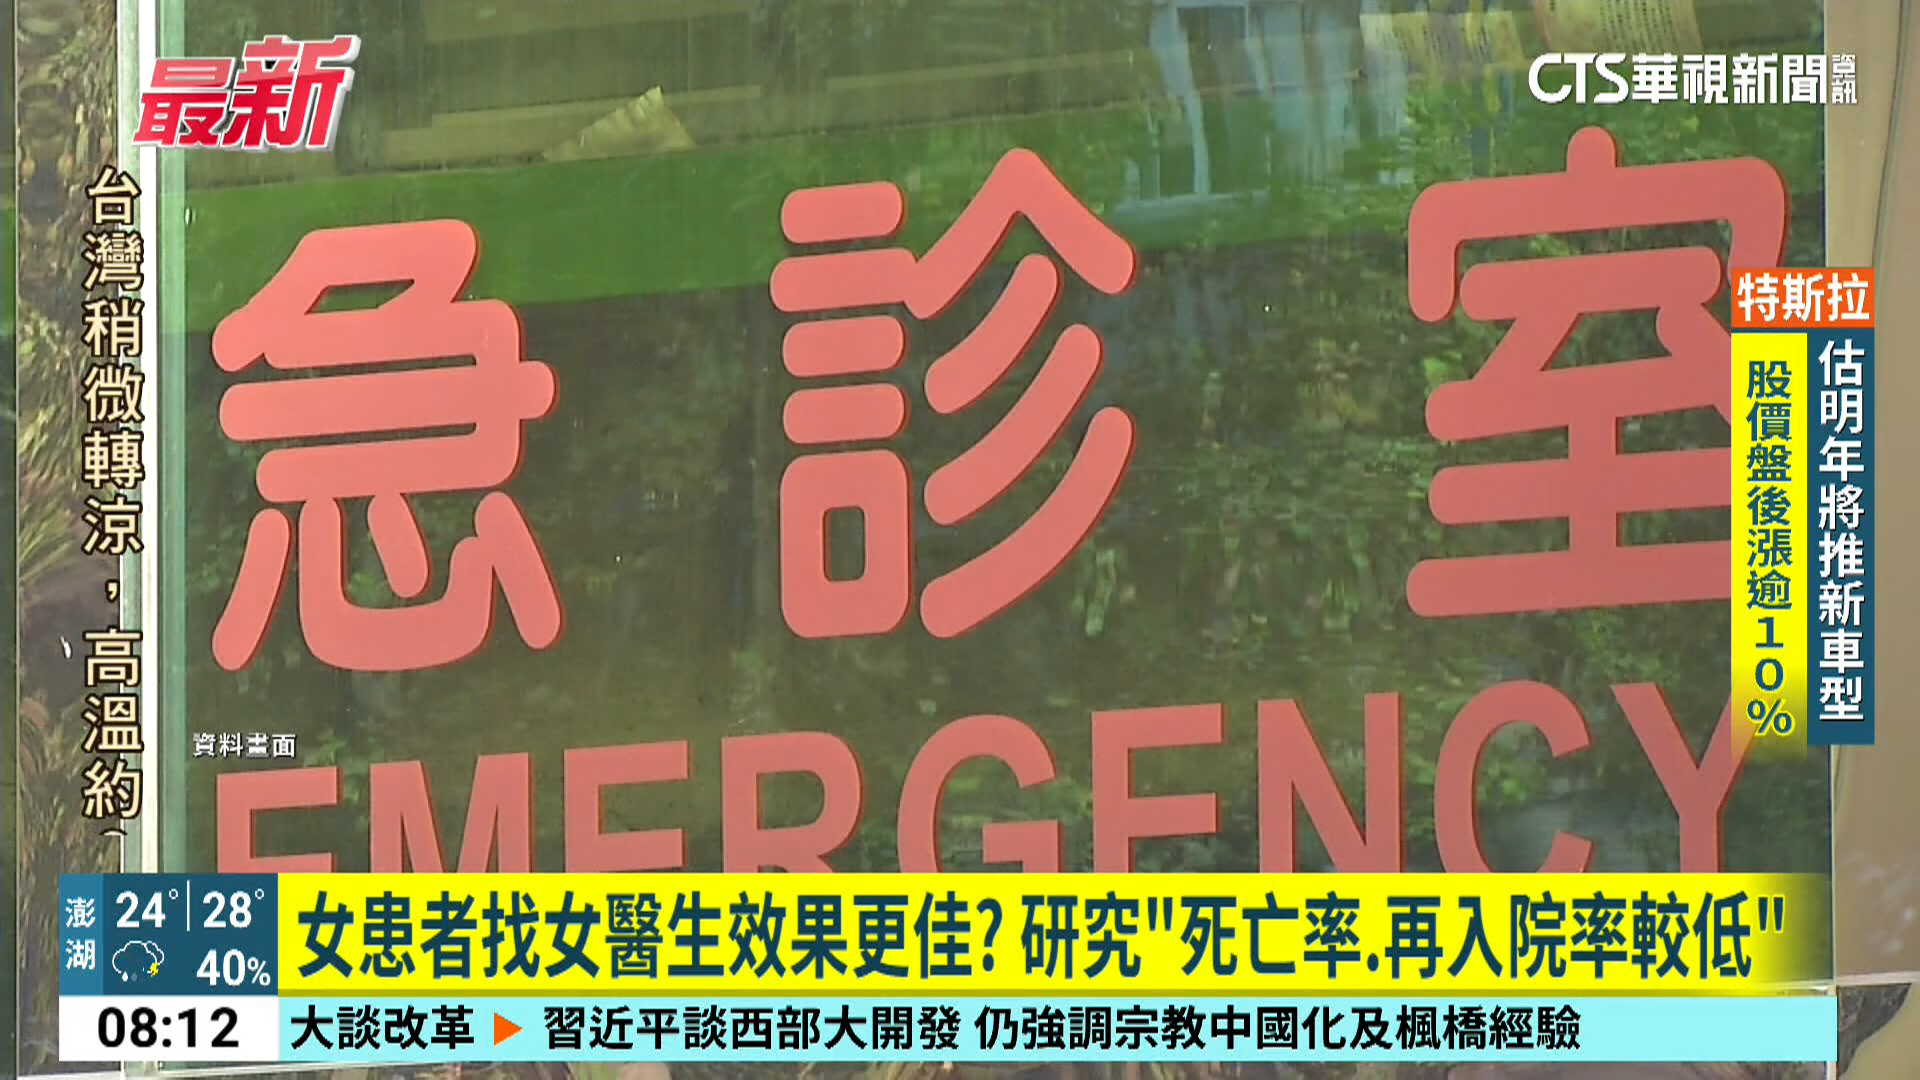 最新
CTS華視新聞資訊
台灣稍微轉涼，高溫約
急診室
EMERGENCY
資料畫面
特斯拉
估明年將推新車型
股價盤後漲逾10%
澎湖
24° 28°
40%
女患者找女醫生效果更佳? 研究"死亡率.再入院率較低"
08:12
大談改革 ▶ 習近平談西部大開發 仍強調宗教中國化及楓橋經驗